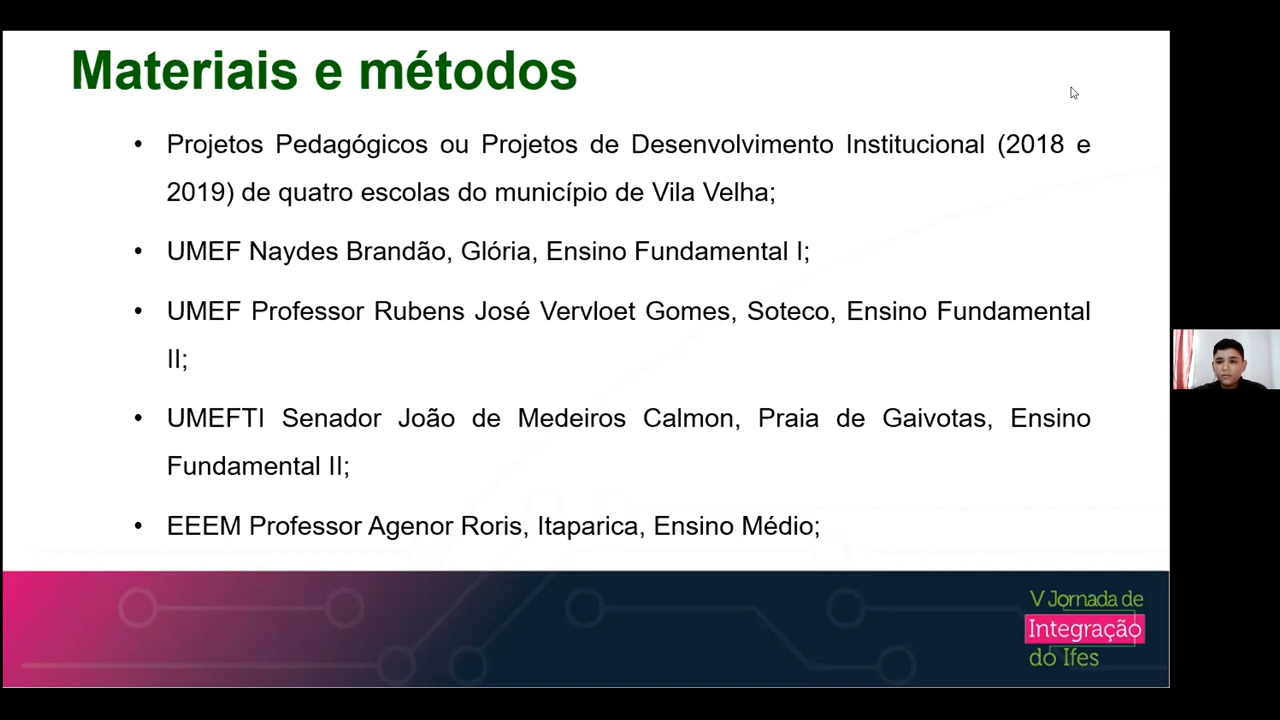 Materiais e métodos
• Projetos Pedagógicos ou Projetos de Desenvolvimento Institucional (2018 e
2019) de quatro escolas do município de Vila Velha;
• UMEF Naydes Brandão, Glória, Ensino Fundamental I;
• UMEF Professor Rubens José Vervloet Gomes, Soteco, Ensino Fundamental
II;
• UMEFTI Senador João de Medeiros Calmon, Praia de Gaivotas, Ensino
Fundamental II;
• EEEM Professor Agenor Roris, Itaparica, Ensino Médio;
V Jornada de
Integração
do Ifes